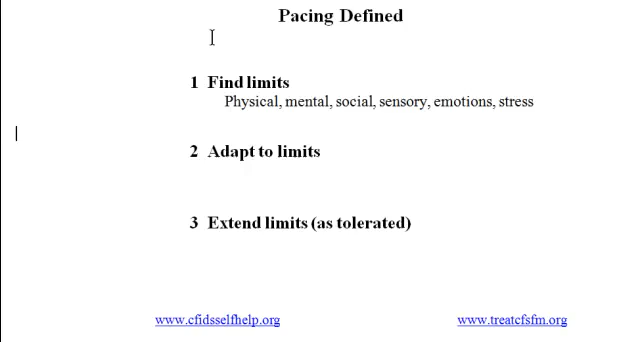 Pacing Defined
1 Find limits
Physical, mental, social, sensory, emotions, stress
2 Adapt to limits
3 Extend limits (as tolerated)
www.cfidsselfhelp.org www.treatcfsfm.org